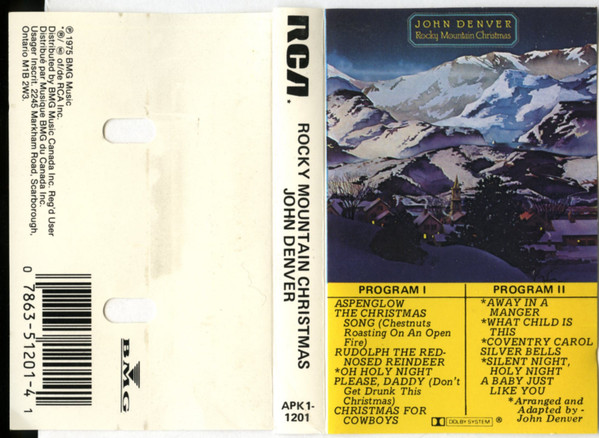 ℗ 1975 BMG Music
*®/® of/de RCA Inc.
Distributed by BMG Music Canada Inc. Reg'd User
Distribué par Musique BMG du Canada Inc.
Usager Inscrit. 2245 Markham Road, Scarborough,
Ontario M1B 2W3.
0 7863-51201-4 1
BMG
RCA.
ROCKY MOUNTAIN CHRISTMAS
JOHN DENVER
APK1-
1201
JOHN DENVER
Rocky Mountain Christmas
PROGRAM I
ASPENGLOW
THE CHRISTMAS
SONG (Chestnuts
Roasting On An Open
Fire)
RUDOLPH THE RED-
NOSED REINDEER
*OH HOLY NIGHT
PLEASE, DADDY (Don't
Get Drunk This
Christmas)
CHRISTMAS FOR
COWBOYS
PROGRAM II
*AWAY IN A
MANGER
*WHAT CHILD IS
THIS
*COVENTRY CAROL
SILVER BELLS
*SILENT NIGHT,
HOLY NIGHT
A BABY JUST
LIKE YOU
*Arranged and
Adapted by -
John Denver
DOLBY SYSTEM ®